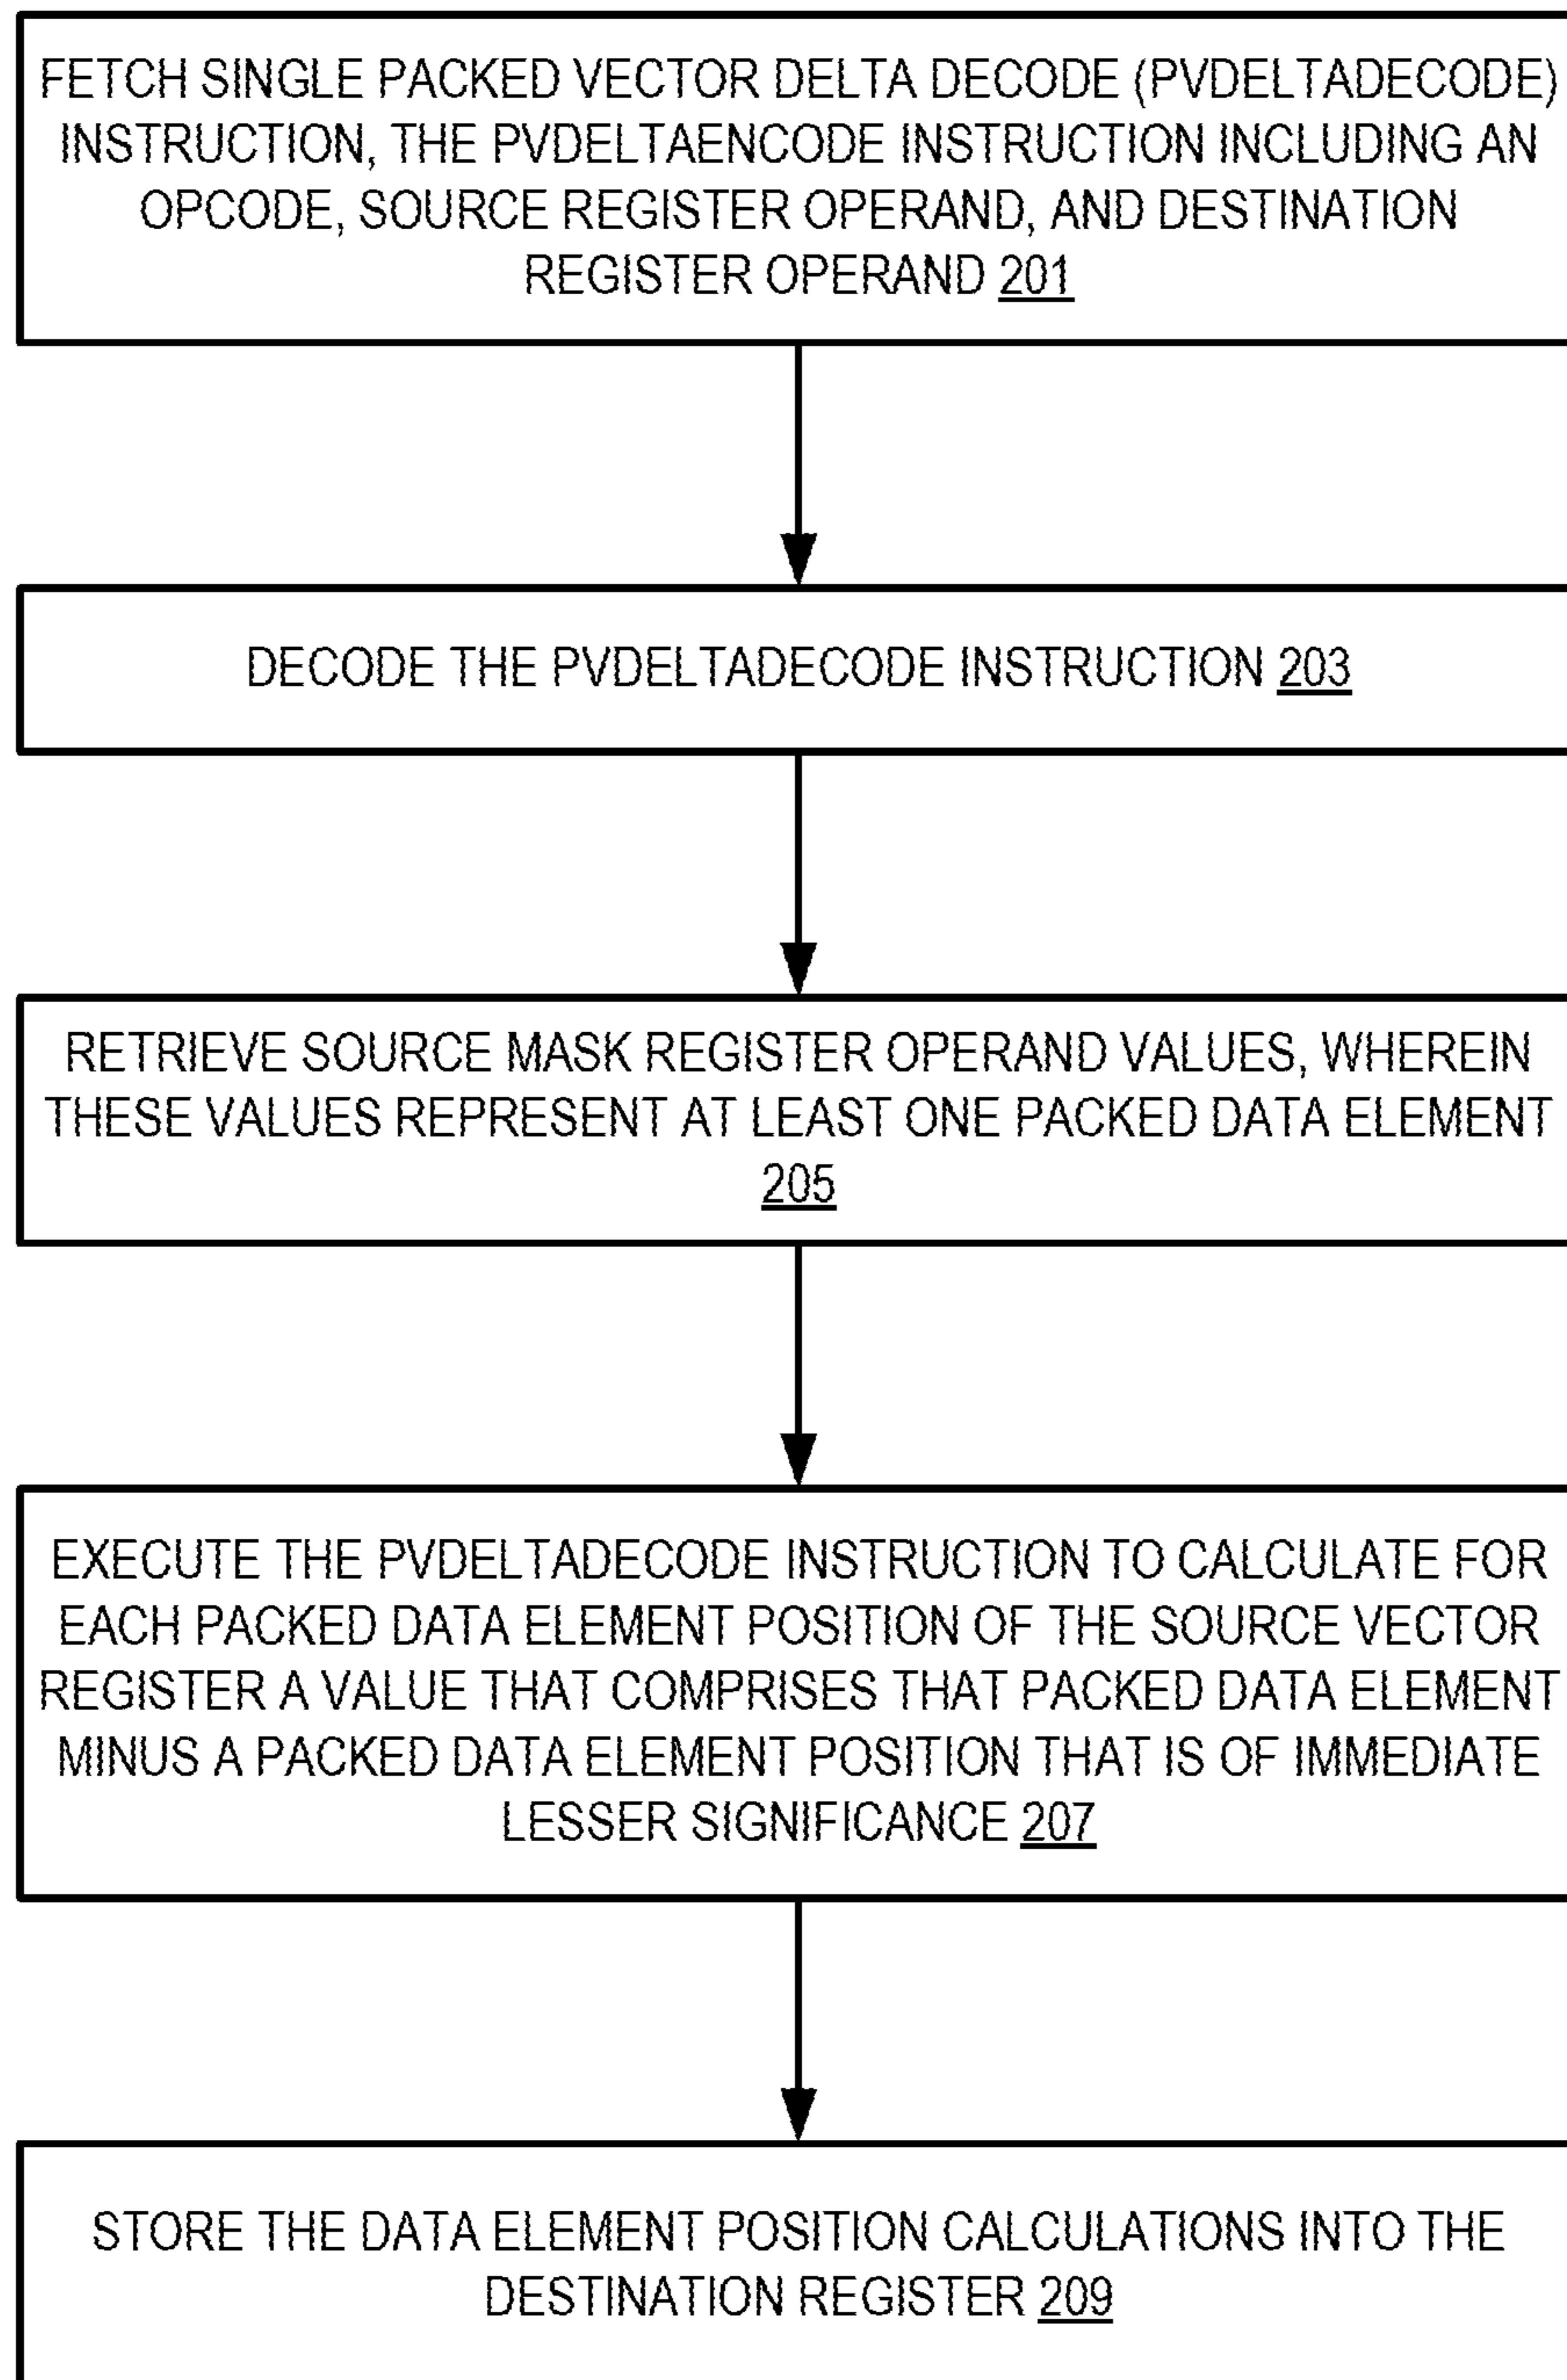 FETCH SINGLE PACKED VECTOR DELTA DECODE (PVDELTADECODE)
INSTRUCTION, THE PVDELTAENCODE INSTRUCTION INCLUDING AN
OPCODE, SOURCE REGISTER OPERAND, AND DESTINATION
REGISTER OPERAND 201
DECODE THE PVDELTADECODE INSTRUCTION 203
RETRIEVE SOURCE MASK REGISTER OPERAND VALUES, WHEREIN
THESE VALUES REPRESENT AT LEAST ONE PACKED DATA ELEMENT
205
EXECUTE THE PVDELTADECODE INSTRUCTION TO CALCULATE FOR
EACH PACKED DATA ELEMENT POSITION OF THE SOURCE VECTOR
REGISTER A VALUE THAT COMPRISES THAT PACKED DATA ELEMENT
MINUS A PACKED DATA ELEMENT POSITION THAT IS OF IMMEDIATE
LESSER SIGNIFICANCE 207
STORE THE DATA ELEMENT POSITION CALCULATIONS INTO THE
DESTINATION REGISTER 209